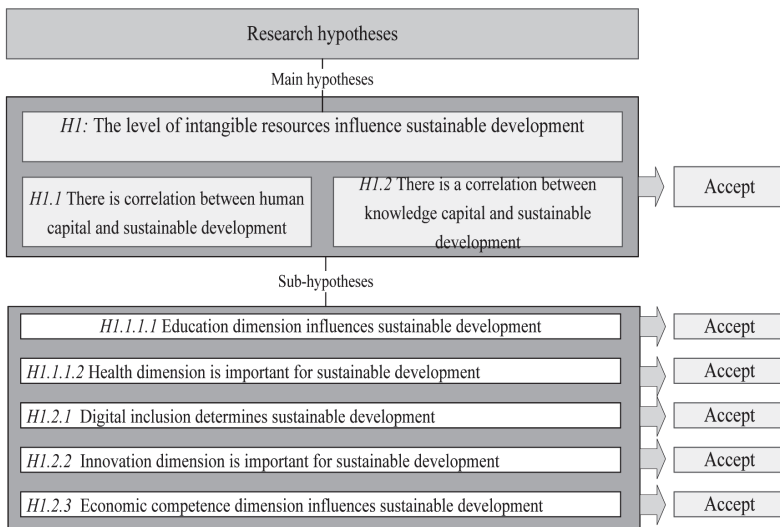 Research hypotheses
Main hypotheses
H1: The level of intangible resources influence sustainable development
H1.1 There is correlation between human
capital and sustainable development
H1.2 There is a correlation between
knowledge capital and sustainable
development
Accept
Sub-hypotheses
H1.1.1.1 Education dimension influences sustainable development
Accept
H1.1.1.2 Health dimension is important for sustainable development
Accept
H1.2.1 Digital inclusion determines sustainable development
Accept
H1.2.2 Innovation dimension is important for sustainable development
Accept
H1.2.3 Economic competence dimension influences sustainable development
Accept